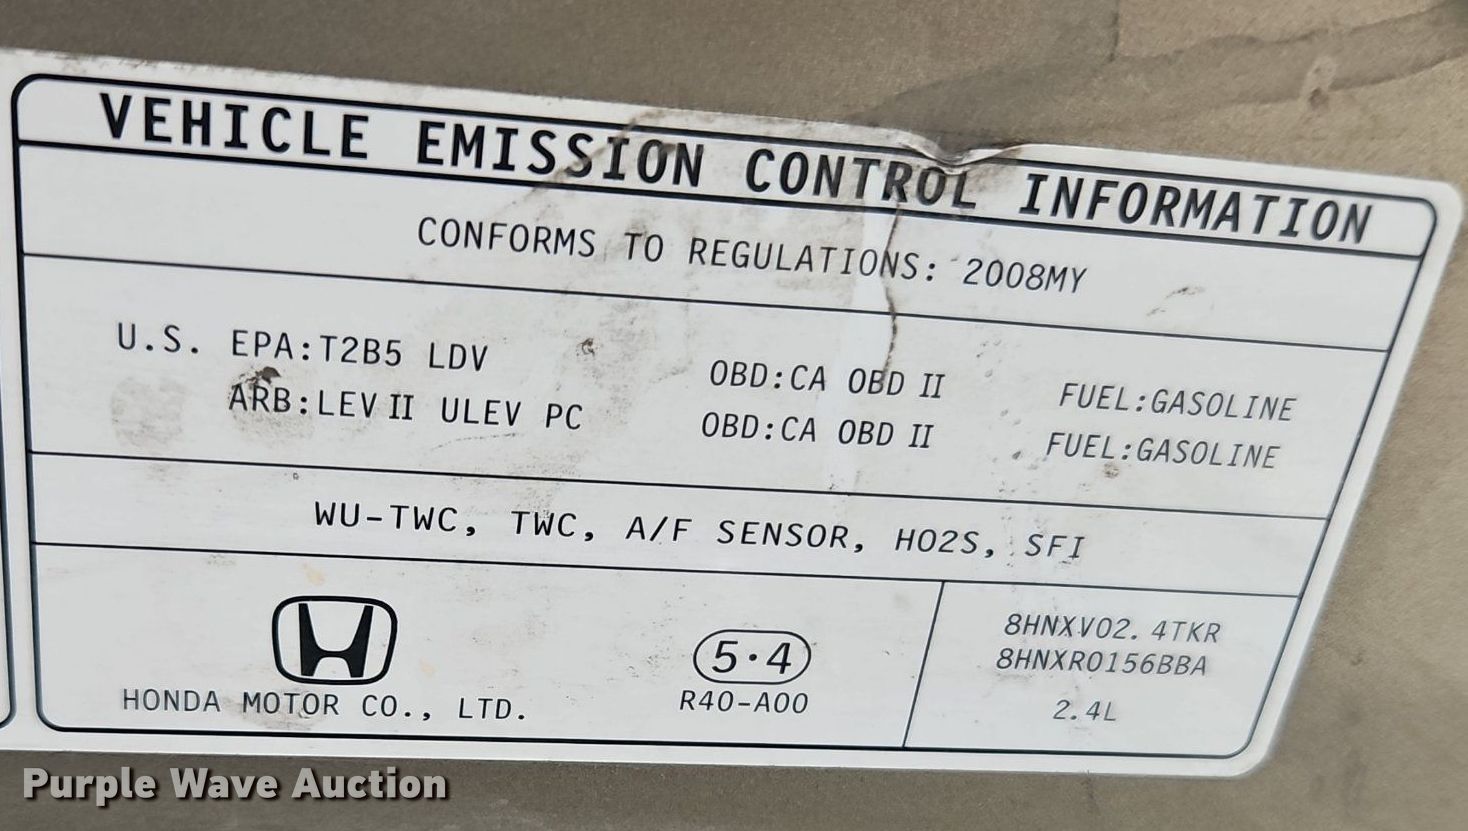 VEHICLE EMISSION CONTROL INFORMATION
CONFORMS TO REGULATIONS: 2008MY
U.S. EPA:T2B5 LDV OBD:CA OBD II FUEL:GASOLINE
ARB:LEV II ULEV PC OBD:CA OBD II FUEL:GASOLINE
WU-TWC, TWC, A/F SENSOR, HO2S, SFI
HONDA MOTOR CO., LTD.
5·4
R40-A00
8HNXV02.4TKR
8HNXR0156BBA
2.4L
Purple Wave Auction